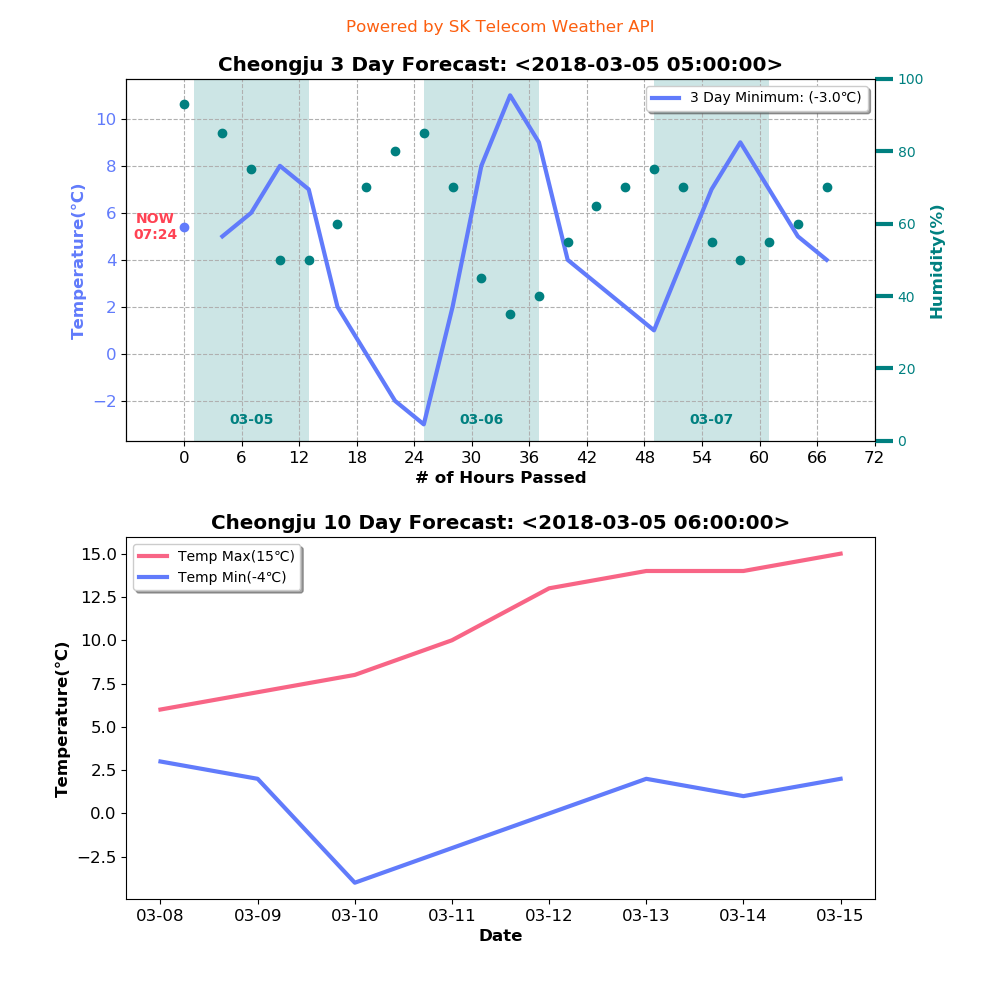 Powered by SK Telecom Weather API
Cheongju 3 Day Forecast: <2018-03-05 05:00:00>
3 Day Minimum: (-3.0℃)
Temperature(℃)
10
8
6
4
2
0
−2
NOW
07:24
03-05
03-06
03-07
100
80
60
40
20
0
Humidity(%)
0 6 12 18 24 30 36 42 48 54 60 66 72
# of Hours Passed
Cheongju 10 Day Forecast: <2018-03-05 06:00:00>
Temp Max(15℃)
Temp Min(-4℃)
Temperature(℃)
15.0
12.5
10.0
7.5
5.0
2.5
0.0
−2.5
03-08 03-09 03-10 03-11 03-12 03-13 03-14 03-15
Date